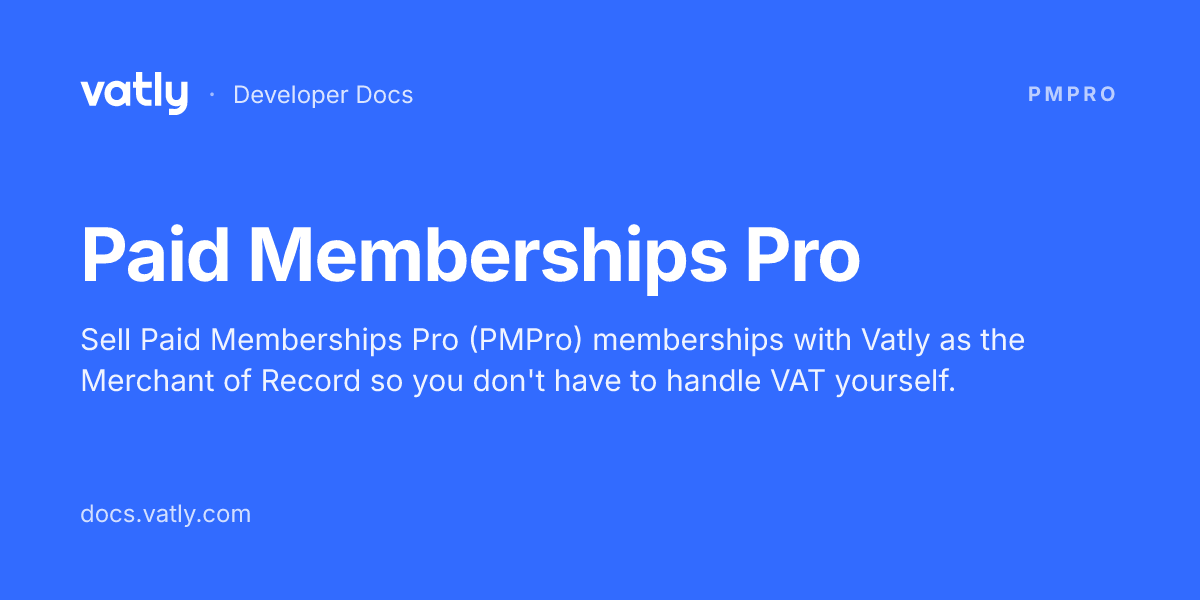 vatly · Developer Docs
PMPRO
Paid Memberships Pro
Sell Paid Memberships Pro (PMPro) memberships with Vatly as the
Merchant of Record so you don't have to handle VAT yourself.
docs.vatly.com